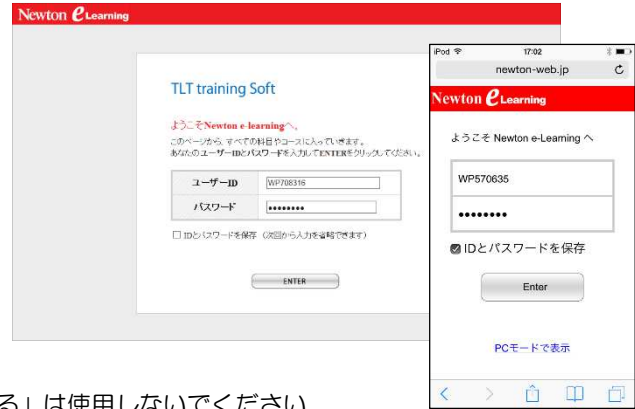 Newton e Learning
TLT training Soft
ようこそNewton e-learningへ。
このページから、すべての科目やコースに入っていきます。
あなたのユーザーIDとパスワードを入力してENTERをクリックしてください。
ユーザーID WP708316
パスワード ••••••••
IDとパスワードを保存（次回から入力を省略できます）
ENTER
iPod 17:02
newton-web.jp
Newton e Learning
ようこそ Newton e-Learning へ
WP570635
••••••••
IDとパスワードを保存
Enter
PCモードで表示
る」は使用しないでください